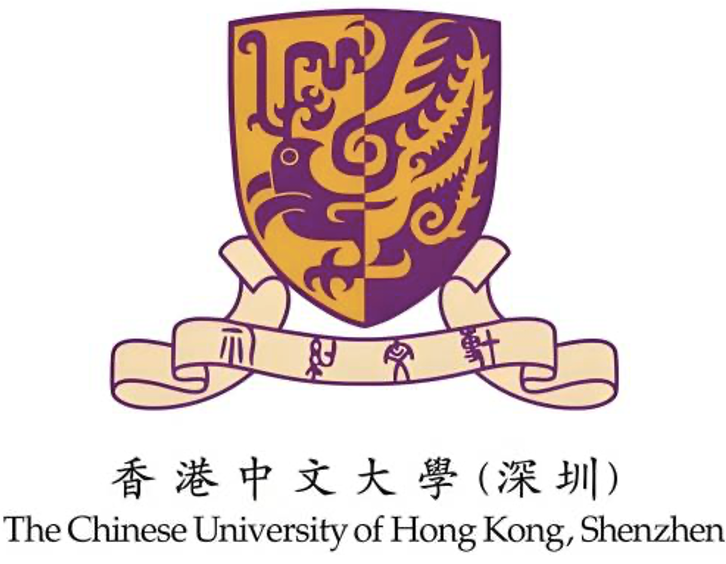 香港中文大學(深圳)
The Chinese University of Hong Kong, Shenzhen